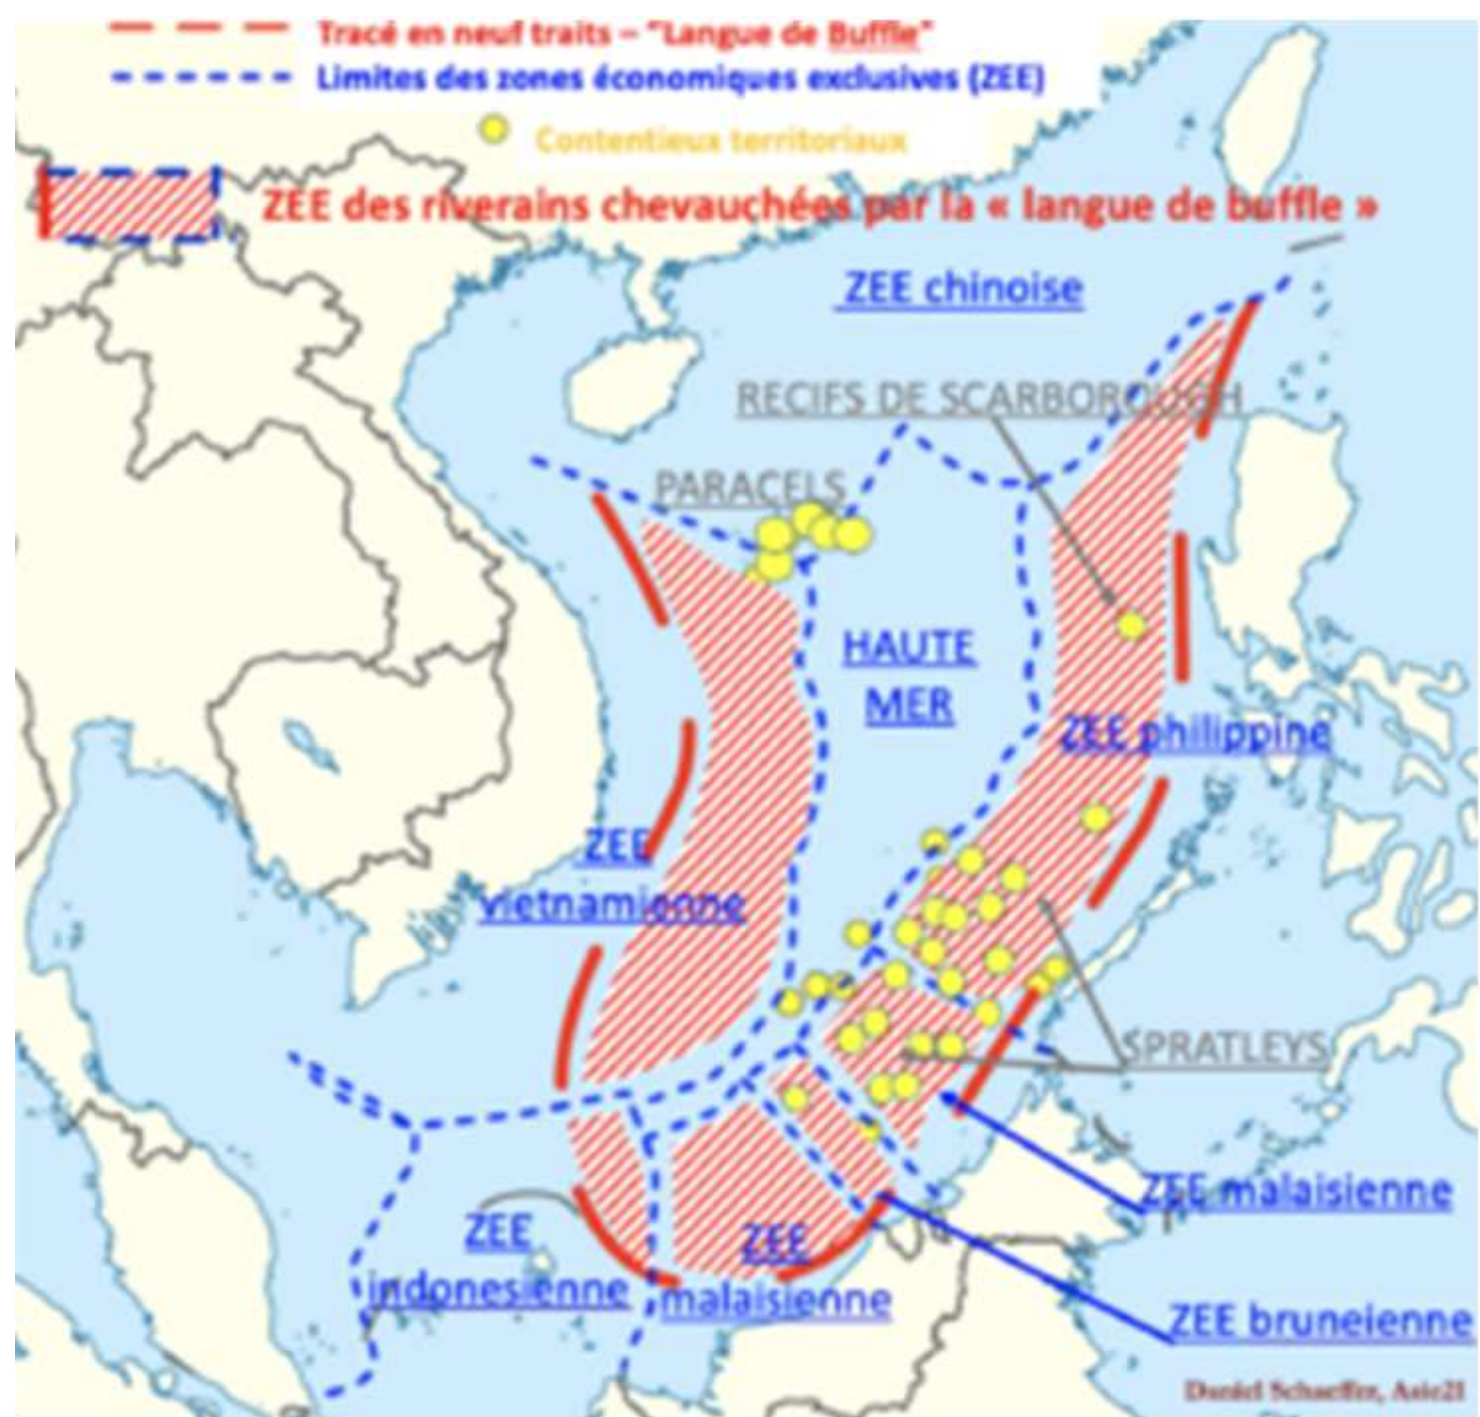 Tracé en neuf traits – "Langue de Buffle"
Limites des zones économiques exclusives (ZEE)
Contentieux territoriaux
ZEE des riverains chevauchées par la « langue de buffle »
ZEE chinoise
RECIFS DE SCARBOROUGH
PARACELS
HAUTE
MER
ZEE philippine
ZEE
vietnamienne
SPRATLEYS
ZEE malaisienne
ZEE
indonesienne
ZEE
malaisienne
ZEE bruneienne
Daniel Schaeffer, Asie21